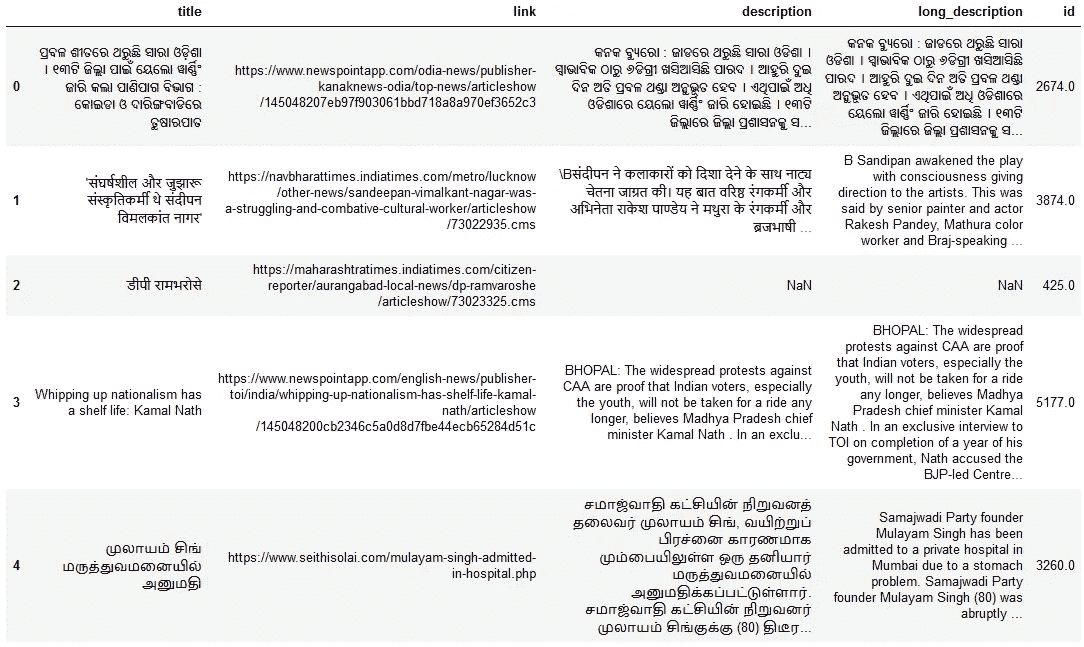 title link description long_description id
0
ପ୍ରବଳ ଶୀତରେ ଥରୁଛି ସାରା ଓଡ଼ିଶା
। ୧୩ଟି ଜିଲ୍ଲା ପାଇଁ ୟେଲୋ ୱାର୍ଣ୍ଣିଂ
ଜାରି କଲା ପାଣିପାଗ ବିଭାଗ :
କୋଇଡା ଓ ଦାରିଙ୍ଗବାଡିରେ
ତୁଷାରପାତ
https://www.newspointapp.com/odia-news/publisher-
kanaknews-odia/top-news/articleshow
/145048207eb97f903061bbd718a8a970ef3652c3
କନକ ବ୍ୟୁରୋ : ଜାଡରେ ଥରୁଛି ସାରା ଓଡିଶା ।
ସ୍ୱାଭାବିକ ଠାରୁ ୭ଡିଗ୍ରୀ ଖସିଆସିଛି ପାରଦ । ଆହୁରି ଦୁଇ
ଦିନ ଅତି ପ୍ରବଳ ଥଣ୍ଡା ଅନୁଭୂତ ହେବ । ଏଥିପାଇଁ ଅଧି
ଓଡିଶାରେ ୟେଲୋ ୱାର୍ଣ୍ଣିଂ ଜାରି ହୋଇଛି । ୧୩ଟି
ଜିଲ୍ଲାରେ ଜିଲ୍ଲା ପ୍ରଶାସନକୁ ସ...
କନକ ବ୍ୟୁରୋ : ଜାଡରେ ଥରୁଛି ସାରା
ଓଡିଶା । ସ୍ୱାଭାବିକ ଠାରୁ ୭ଡିଗ୍ରୀ ଖସିଆସିଛି
ପାରଦ । ଆହୁରି ଦୁଇ ଦିନ ଅତି ପ୍ରବଳ ଥଣ୍ଡା
ଅନୁଭୂତ ହେବ । ଏଥିପାଇଁ ଅଧି ଓଡିଶାରେ
ୟେଲୋ ୱାର୍ଣ୍ଣିଂ ଜାରି ହୋଇଛି । ୧୩ଟି
ଜିଲ୍ଲାରେ ଜିଲ୍ଲା ପ୍ରଶାସନକୁ ସ...
2674.0
1
'संघर्षशील और जुझारू
संस्कृतिकर्मी थे संदीपन
विमलकांत नागर'
https://navbharattimes.indiatimes.com/metro/lucknow
/other-news/sandeepan-vimalkant-nagar-was-
a-struggling-and-combative-cultural-worker/articleshow
/73022935.cms
\Bसंदीपन ने कलाकारों को दिशा देने के साथ नाट्य
चेतना जाग्रत की। यह बात वरिष्ठ रंगकर्मी और
अभिनेता राकेश पाण्डेय ने मथुरा के रंगकर्मी और
ब्रजभाषी ...
B Sandipan awakened the play
with consciousness giving
direction to the artists. This was
said by senior painter and actor
Rakesh Pandey, Mathura color
worker and Braj-speaking ...
3874.0
2
डीपी रामभरोसे
https://maharashtratimes.indiatimes.com/citizen-
reporter/aurangabad-local-news/dp-ramvaroshe
/articleshow/73023325.cms
NaN
NaN
425.0
3
Whipping up nationalism has
a shelf life: Kamal Nath
https://www.newspointapp.com/english-news/publisher-
toi/india/whipping-up-nationalism-has-shelf-life-kamal-
nath/articleshow
/145048200cb2346c5a0d8d7fbe44ecb65284d51c
BHOPAL: The widespread protests against
CAA are proof that Indian voters, especially
the youth, will not be taken for a ride any
longer, believes Madhya Pradesh chief
minister Kamal Nath . In an exclu...
BHOPAL: The widespread
protests against CAA are proof
that Indian voters, especially the
youth, will not be taken for a ride
any longer, believes Madhya
Pradesh chief minister Kamal
Nath . In an exclusive interview to
TOI on completion of a year of his
government, Nath accused the
BJP-led Centre...
5177.0
4
முலாயம் சிங்
மருத்துவமனையில்
அனுமதி
https://www.seithisolai.com/mulayam-singh-admitted-
in-hospital.php
சமாஜ்வாதி கட்சியின் நிறுவனத்
தலைவர் முலாயம் சிங், வயிற்றுப்
பிரச்னை காரணமாக
மும்பையிலுள்ள ஒரு தனியார்
மருத்துவமனையில்
அனுமதிக்கப்பட்டுள்ளார்.
சமாஜ்வாதி கட்சியின் நிறுவனர்
முலாயம் சிங்குக்கு (80) திடீர...
Samajwadi Party founder
Mulayam Singh has been
admitted to a private hospital in
Mumbai due to a stomach
problem. Samajwadi Party
founder Mulayam Singh (80) was
abruptly ...
3260.0